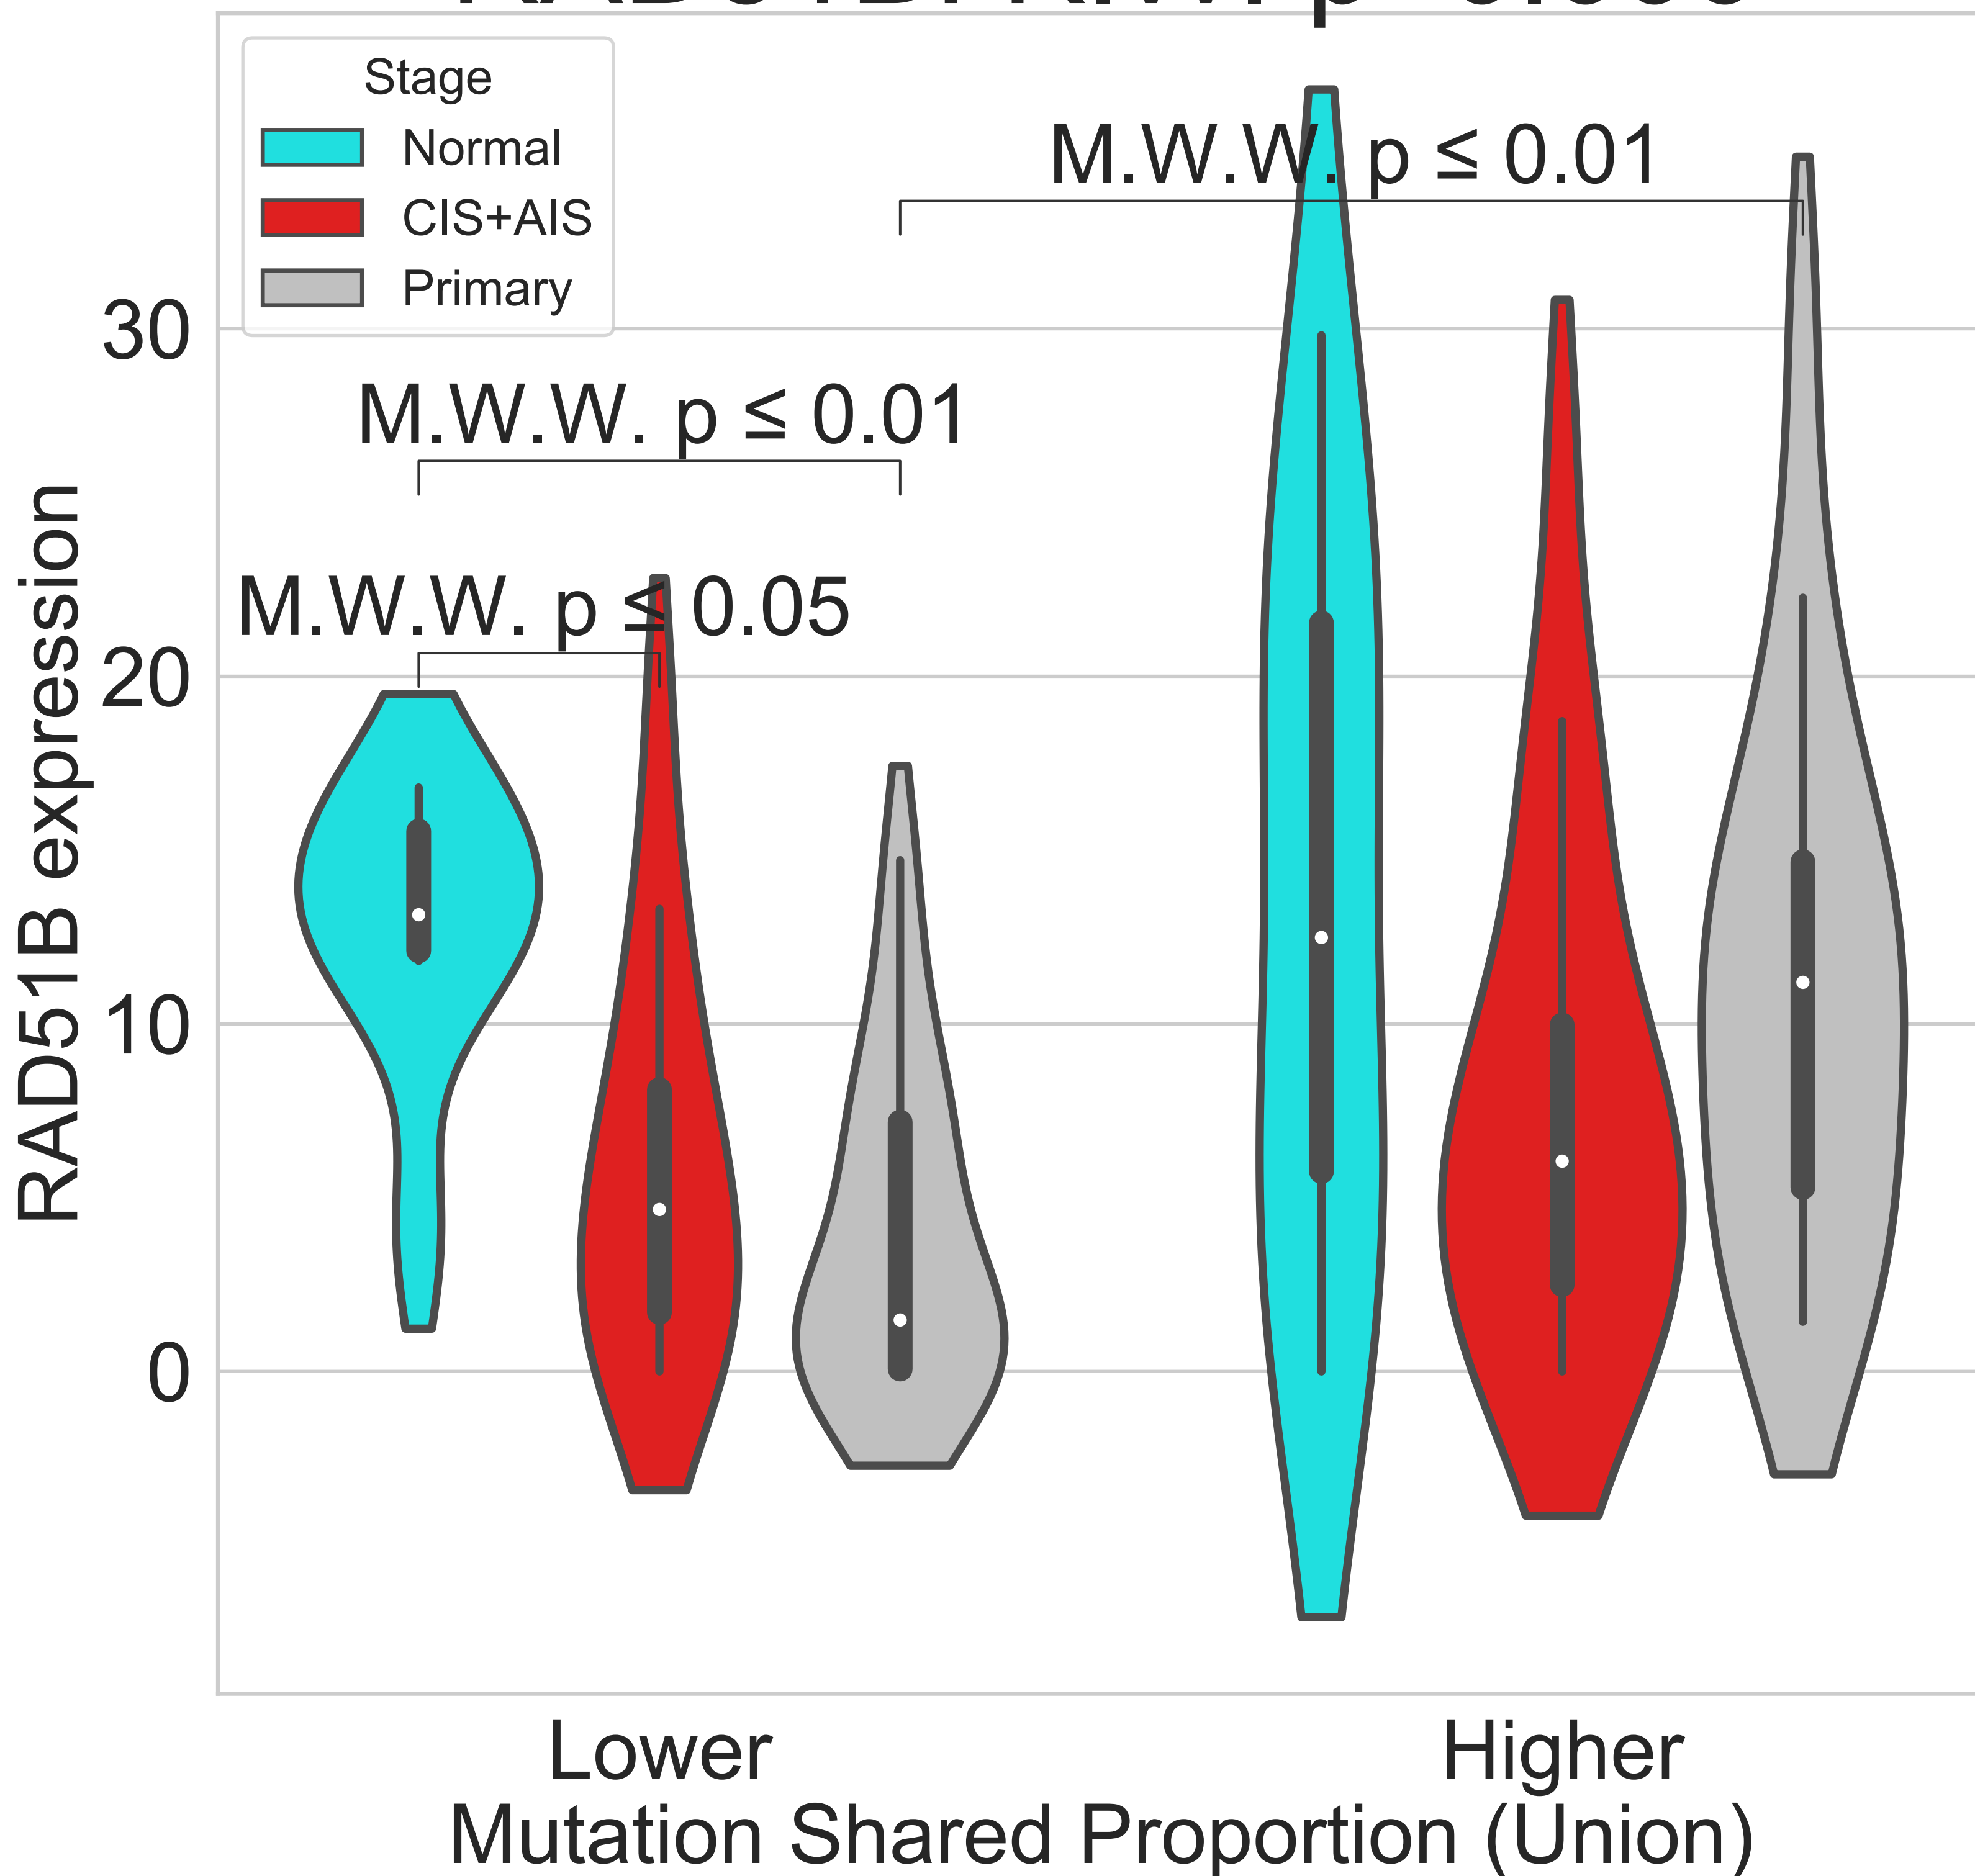 Stage
Normal
CIS+AIS
Primary
M.W.W. p ≤ 0.01
M.W.W. p ≤ 0.01
M.W.W. p ≤ 0.05
30
20
10
0
RAD51B expression
Lower
Higher
Mutation Shared Proportion (Union)